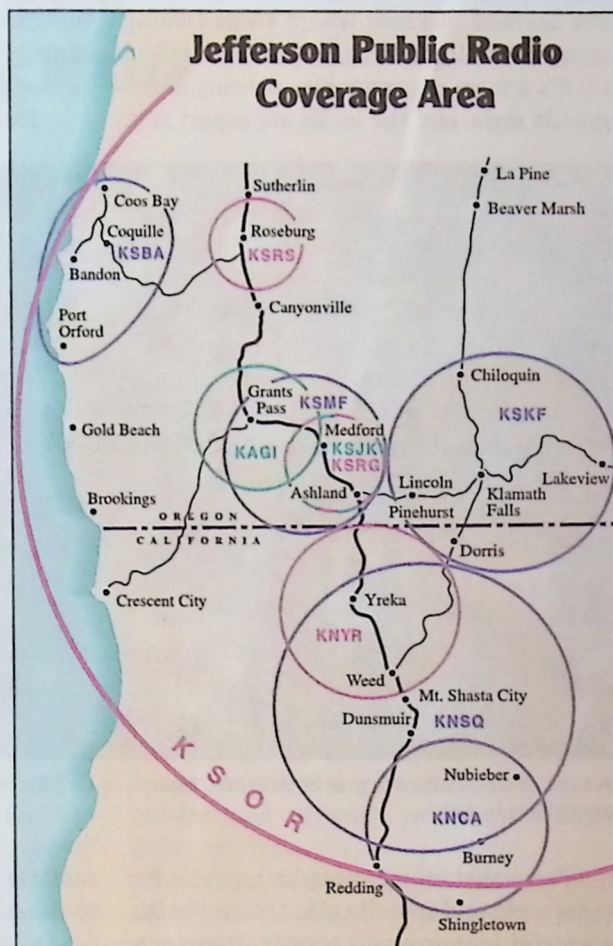 Jefferson Public Radio
Coverage Area
La Pine
Sutherlin
Beaver Marsh
Coos Bay
Coquille
KSBA
Roseburg
KSRS
Bandon
Port
Orford
Canyonville
Chiloquin
Grants
Pass
KSMF
KSKF
Gold Beach
Medford
KAGI
KSJK
KSRG
Ashland
Lincoln
Pinehurst
Klamath
Falls
Lakeview
Brookings
OREGON
CALIFORNIA
Dorris
Crescent City
Yreka
KNYR
Weed
Mt. Shasta City
Dunsmuir
KNSQ
KSOR
Nubieber
KNCA
Burney
Redding
Shingletown